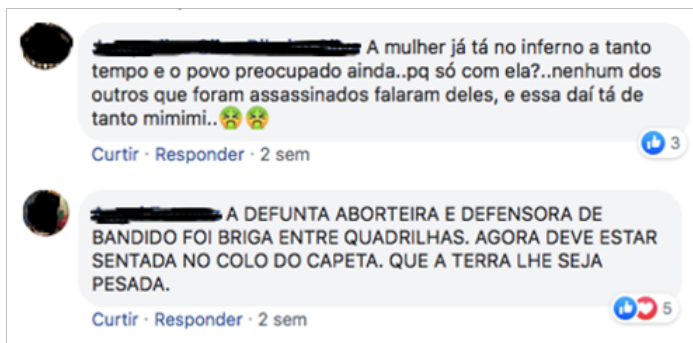 A mulher já tá no inferno a tanto
tempo e o povo preocupado ainda..pq só com ela?..nenhum dos
outros que foram assassinados falaram deles, e essa daí tá de
tanto mimimi..😫😫
3
Curtir · Responder · 2 sem
A DEFUNTA ABORTEIRA E DEFENSORA DE
BANDIDO FOI BRIGA ENTRE QUADRILHAS. AGORA DEVE ESTAR
SENTADA NO COLO DO CAPETA. QUE A TERRA LHE SEJA
PESADA.
5
Curtir · Responder · 2 sem